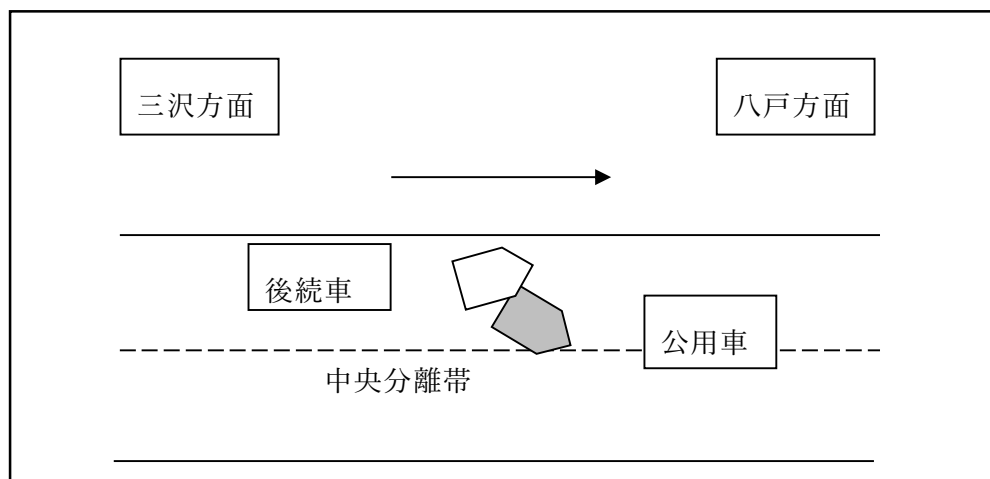 三沢方面
八戸方面
後続車
公用車
中央分離帯